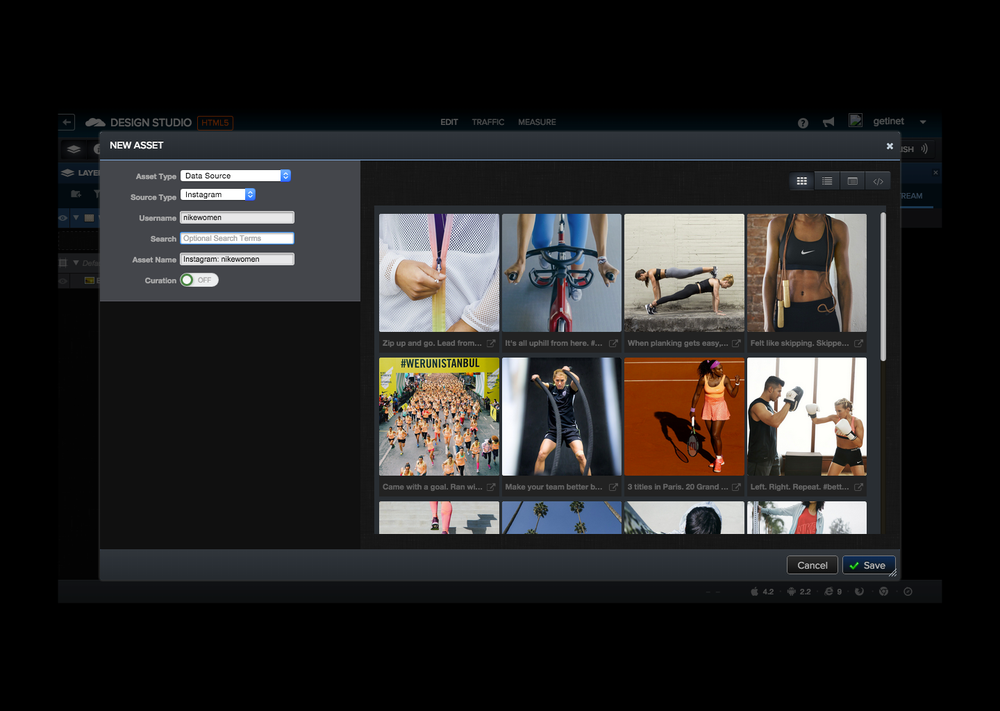 DESIGN STUDIO HTML5 EDIT TRAFFIC MEASURE ? getinet
NEW ASSET
LAYE
Asset Type Data Source
Source Type Instagram
Username nikewomen
Search Optional Search Terms
Asset Name Instagram: nikewomen
Curation OFF
Zip up and go. Lead from... It's all uphill from here. #... When planking gets easy,... Felt like skipping. Skippe...
#WERUNISTANBUL
Came with a goal. Ran wi... Make your team better b... 3 titles in Paris. 20 Grand ... Left. Right. Repeat. #bett...
Cancel Save
4.2 2.2 9